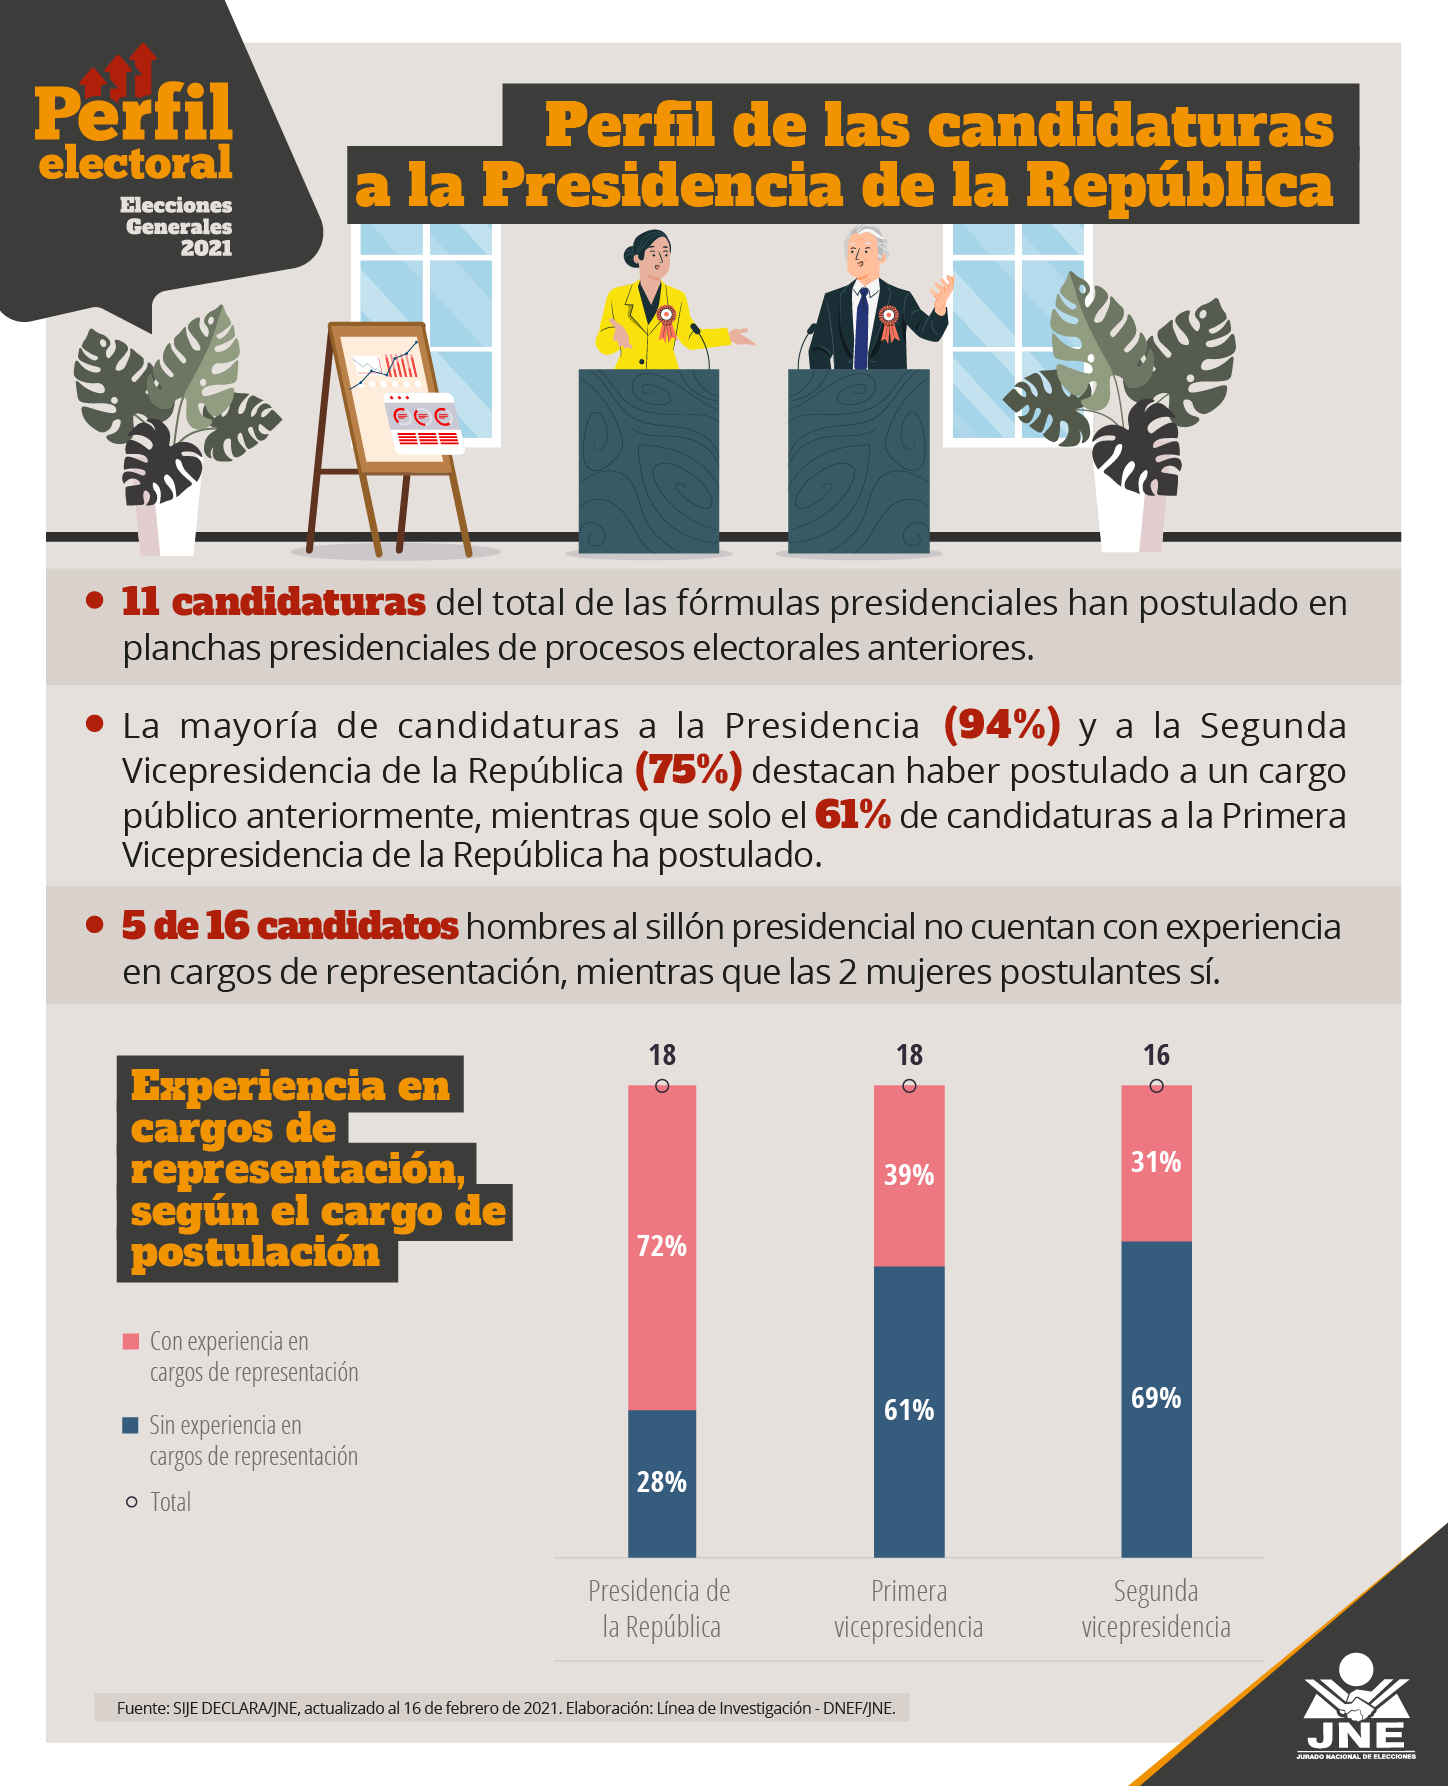 Perfil
electoral
Elecciones
Generales
2021
Perfil de las candidaturas
a la Presidencia de la República
• 11 candidaturas del total de las fórmulas presidenciales han postulado en
planchas presidenciales de procesos electorales anteriores.
• La mayoría de candidaturas a la Presidencia (94%) y a la Segunda
Vicepresidencia de la República (75%) destacan haber postulado a un cargo
público anteriormente, mientras que solo el 61% de candidaturas a la Primera
Vicepresidencia de la República ha postulado.
• 5 de 16 candidatos hombres al sillón presidencial no cuentan con experiencia
en cargos de representación, mientras que las 2 mujeres postulantes sí.
Experiencia en
cargos de
representación,
según el cargo de
postulación
Con experiencia en
cargos de representación
Sin experiencia en
cargos de representación
Total
18 18 16
72% 39% 31%
28% 61% 69%
Presidencia de
la República
Primera
vicepresidencia
Segunda
vicepresidencia
Fuente: SIJE DECLARA/JNE, actualizado al 16 de febrero de 2021. Elaboración: Línea de Investigación - DNEF/JNE.
JNE
JURADO NACIONAL DE ELECCIONES